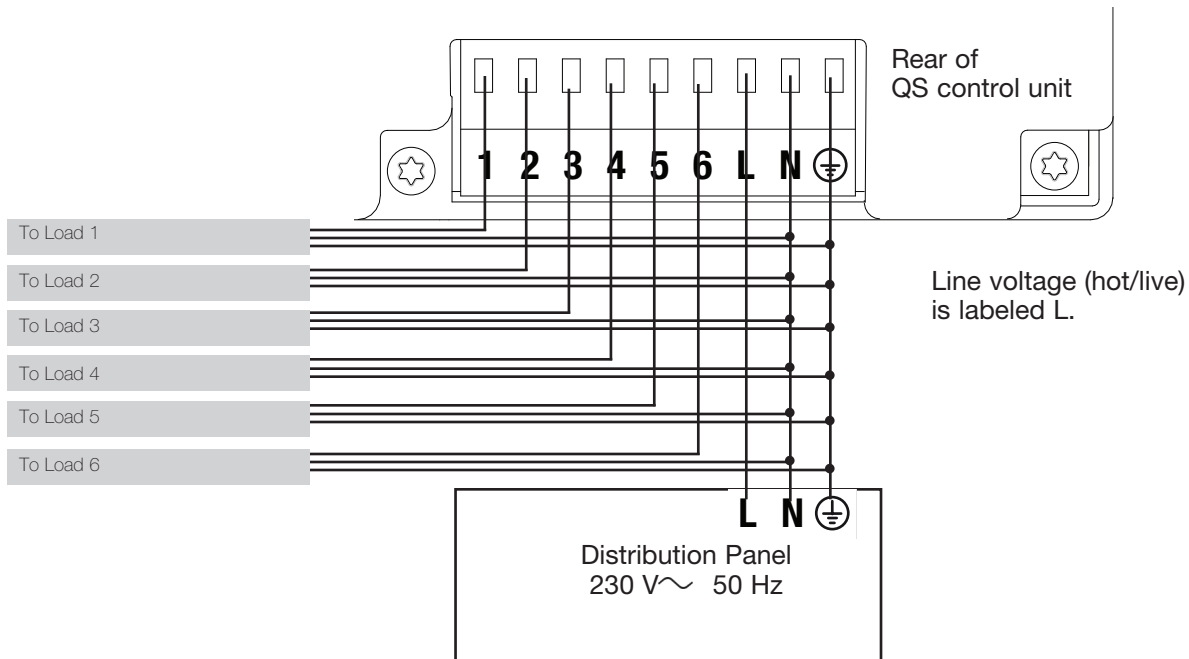 Rear of
QS control unit
1 2 3 4 5 6 L N
To Load 1
To Load 2
Line voltage (hot/live)
is labeled L.
To Load 3
To Load 4
To Load 5
To Load 6
L N
Distribution Panel
230 V～ 50 Hz